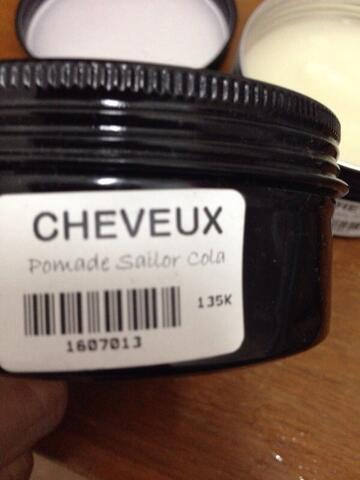 CHEVEUX
Pomade Sailor Cola
135K
1607013